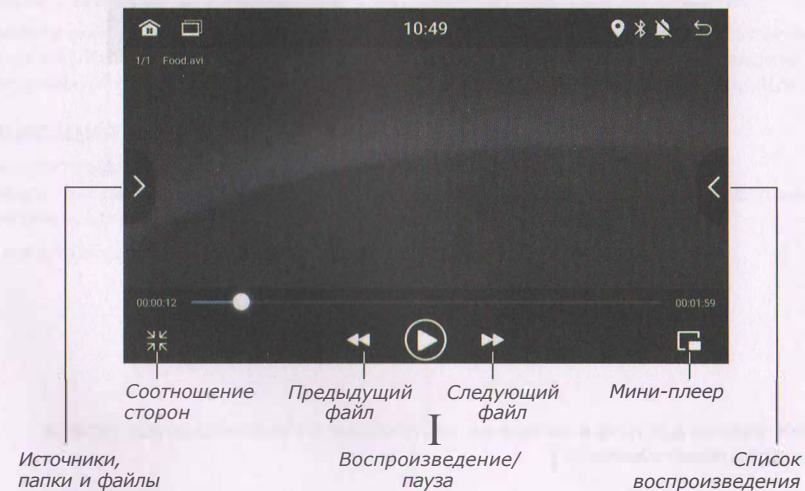 10:49
1/1 Food.avi
00:00:12
00:01:59
Соотношение
сторон
Предыдущий
файл
Следующий
файл
Мини-плеер
Источники,
папки и файлы
Воспроизведение/
пауза
Список
воспроизведения